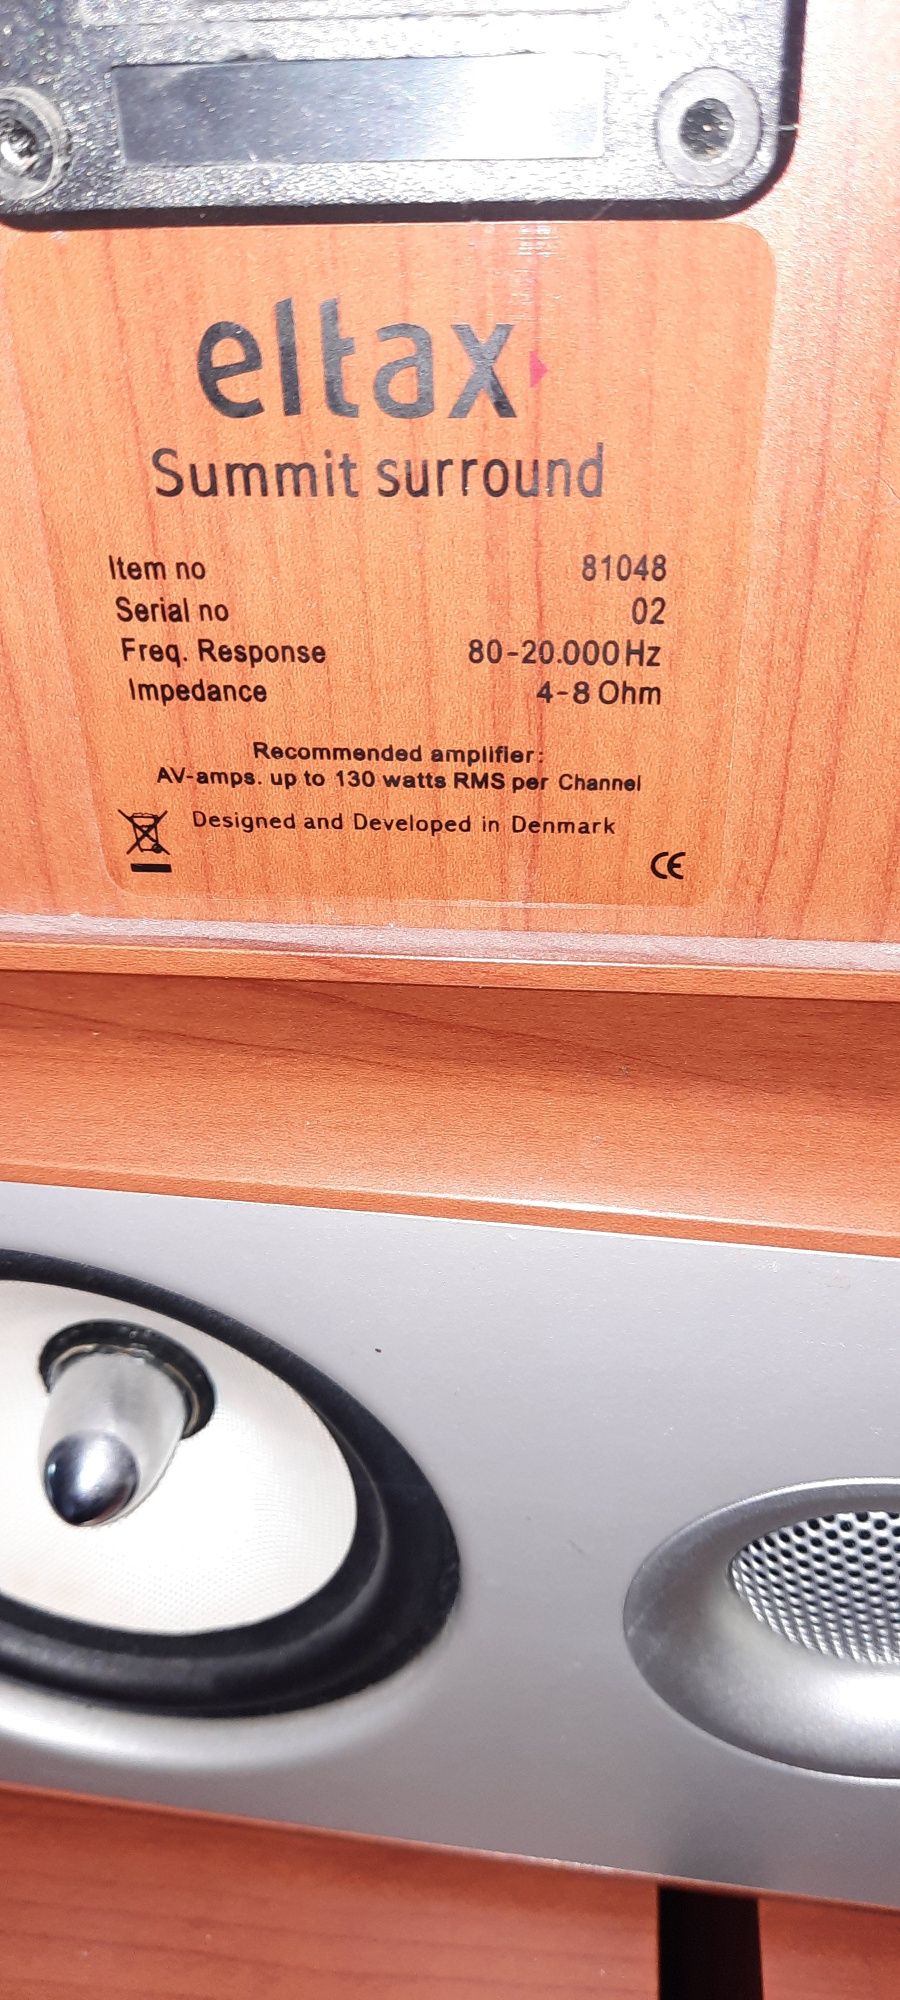 eltax
Summit surround
Item no 81048
Serial no 02
Freq. Response 80-20.000 Hz
Impedance 4-8 Ohm
Recommended amplifier:
AV-amps. up to 130 watts RMS per Channel
Designed and Developed in Denmark
CE